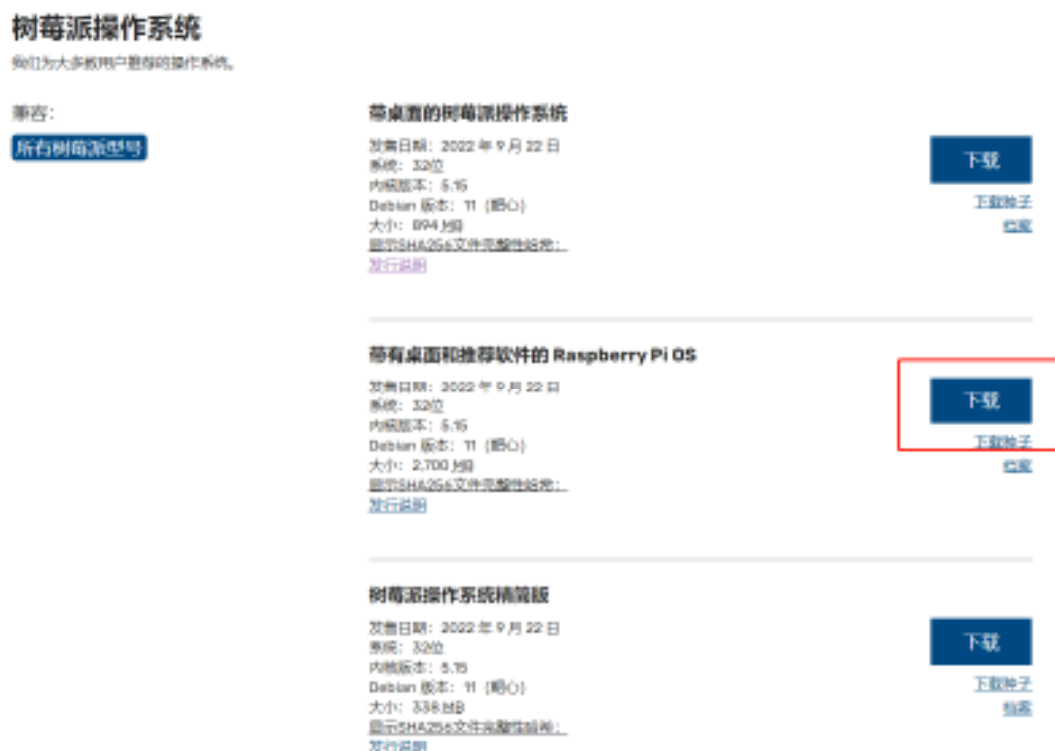 树莓派操作系统
我们为大多数用户推荐的操作系统。
兼容：
所有树莓派型号
带桌面的树莓派操作系统
发售日期：2022 年 9 月 22 日
系统：32位
内核版本：5.15
Debian 版本：11（靶心）
大小：894 MB
显示SHA256文件完整性哈希：
发行说明
下载
下载种子
档案
带有桌面和推荐软件的 Raspberry Pi OS
发售日期：2022 年 9 月 22 日
系统：32位
内核版本：5.15
Debian 版本：11（靶心）
大小：2,700 MB
显示SHA256文件完整性哈希：
发行说明
下载
下载种子
档案
树莓派操作系统精简版
发售日期：2022 年 9 月 22 日
系统：32位
内核版本：5.15
Debian 版本：11（靶心）
大小：338 MB
显示SHA256文件完整性哈希：
发行说明
下载
下载种子
档案